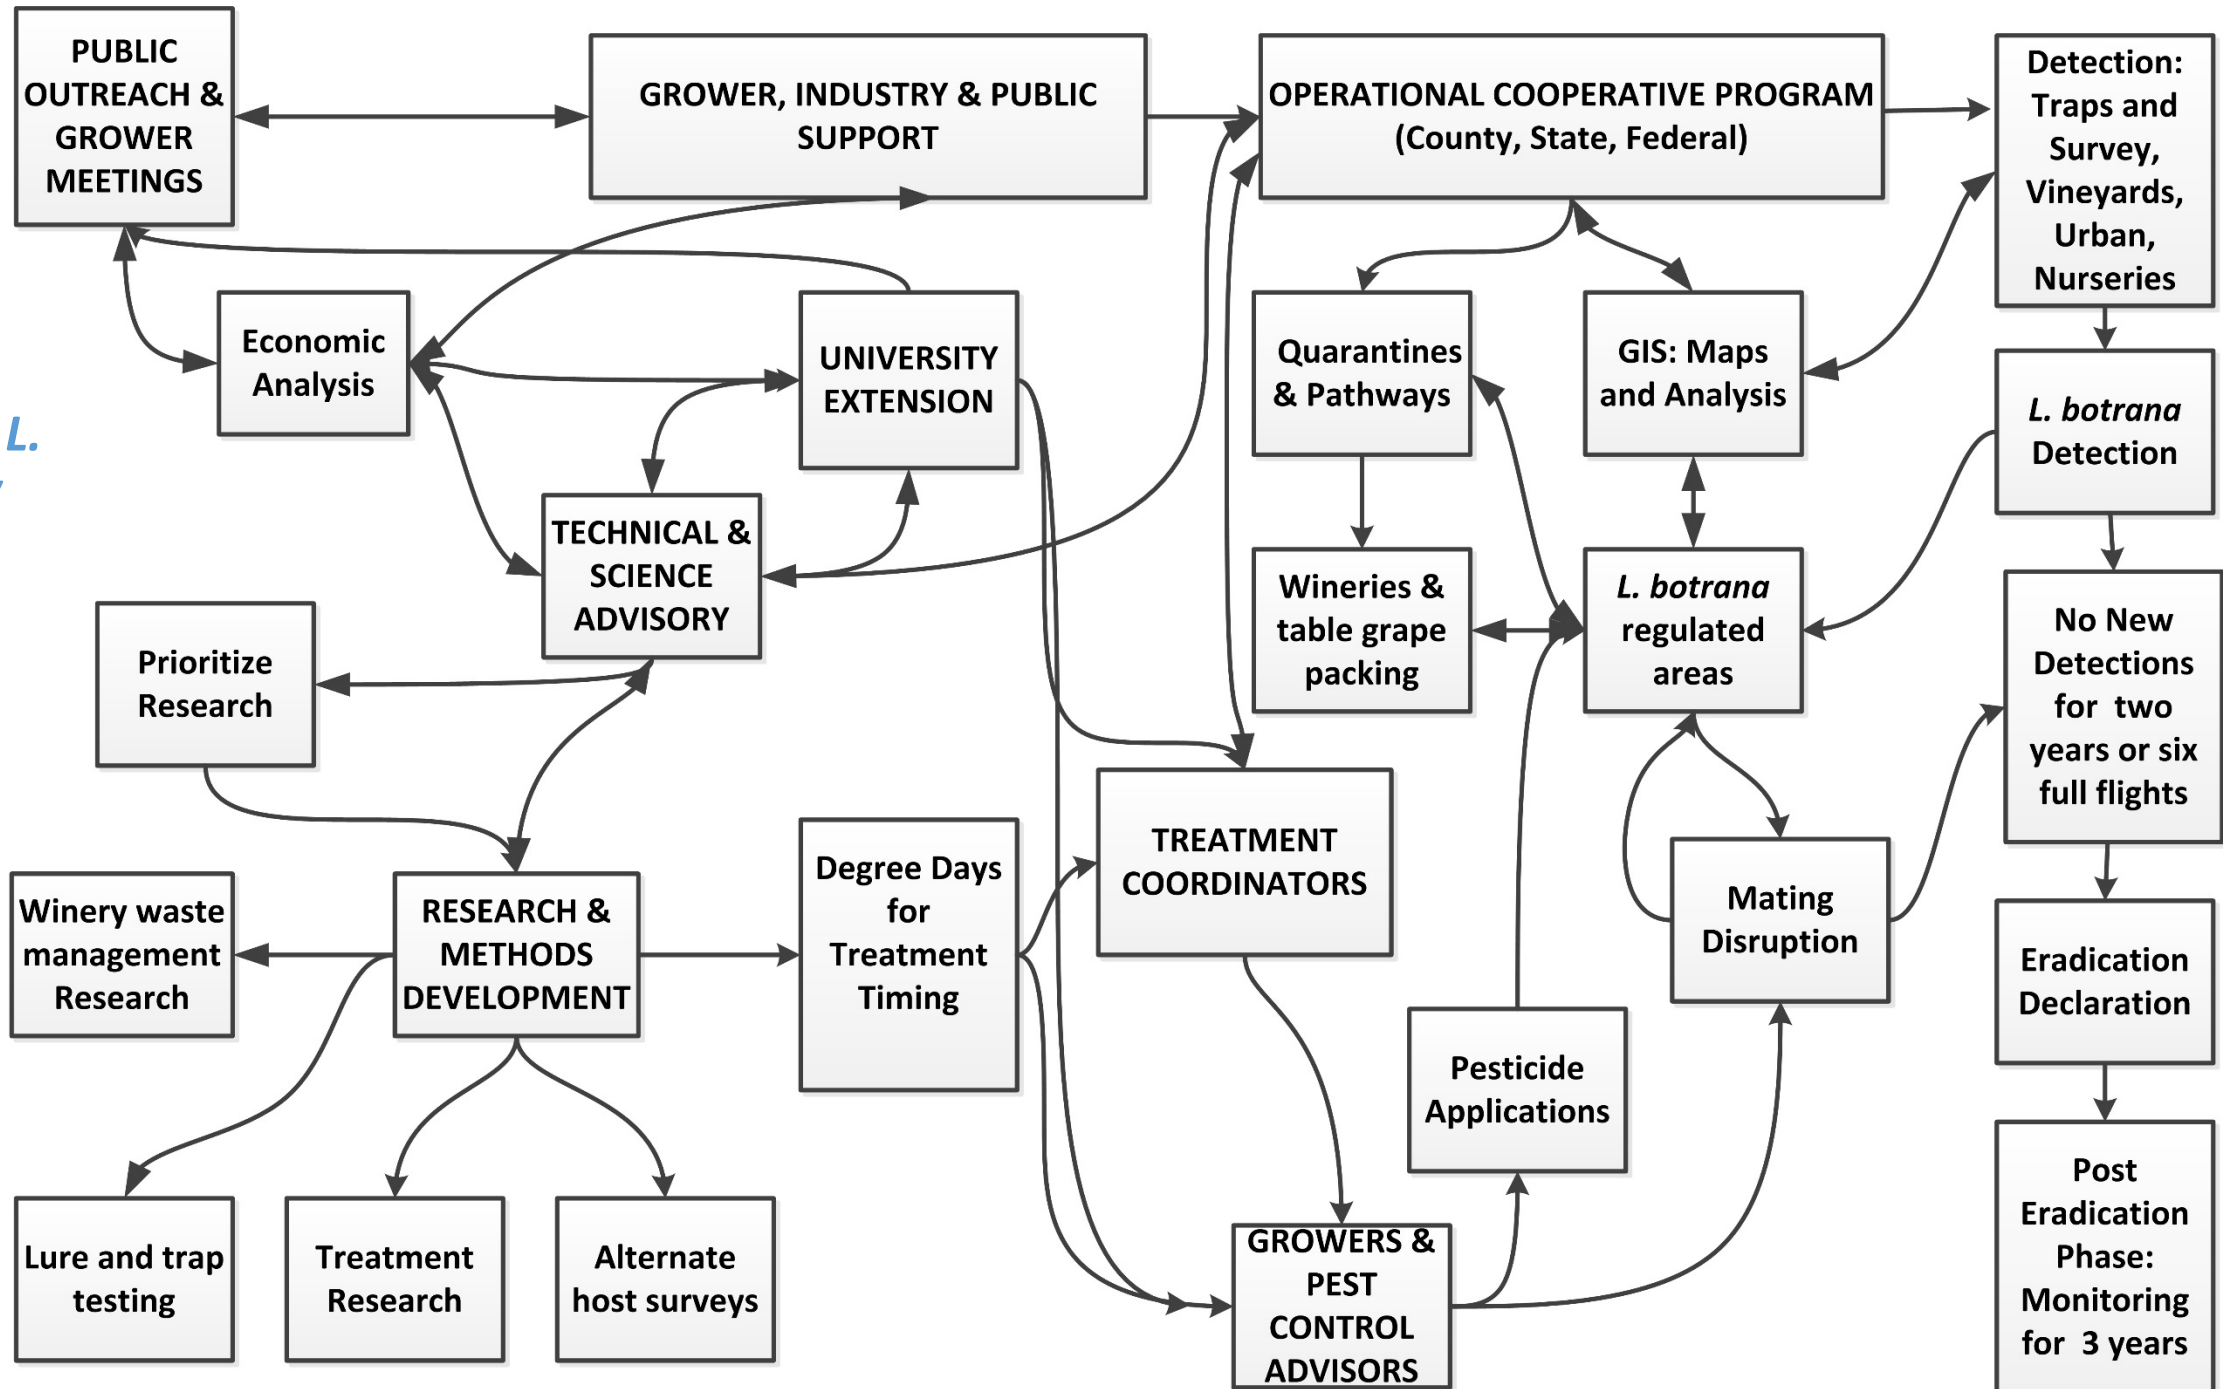 PUBLIC
OUTREACH &
GROWER
MEETINGS
GROWER, INDUSTRY & PUBLIC
SUPPORT
OPERATIONAL COOPERATIVE PROGRAM
(County, State, Federal)
Detection:
Traps and
Survey,
Vineyards,
Urban,
Nurseries
Economic
Analysis
UNIVERSITY
EXTENSION
Quarantines
& Pathways
GIS: Maps
and Analysis
L. botrana
Detection
L.
TECHNICAL &
SCIENCE
ADVISORY
Wineries &
table grape
packing
L. botrana
regulated
areas
No New
Detections
for two
years or six
full flights
Prioritize
Research
Winery waste
management
Research
RESEARCH &
METHODS
DEVELOPMENT
Degree Days
for
Treatment
Timing
TREATMENT
COORDINATORS
Mating
Disruption
Eradication
Declaration
Pesticide
Applications
Lure and trap
testing
Treatment
Research
Alternate
host surveys
GROWERS &
PEST
CONTROL
ADVISORS
Post
Eradication
Phase:
Monitoring
for 3 years